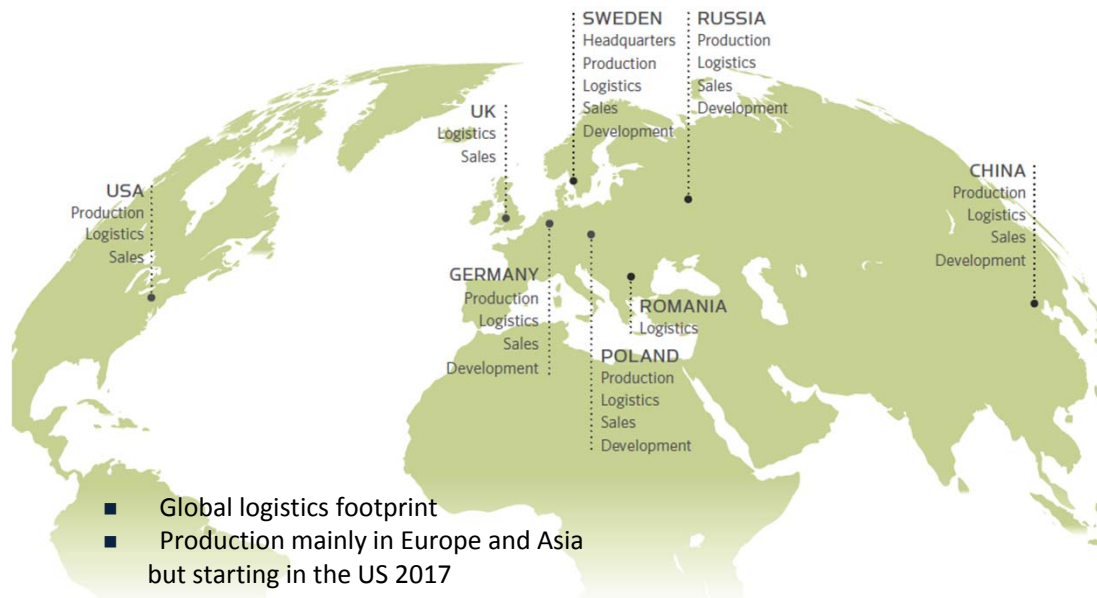 SWEDEN
Headquarters
Production
Logistics
Sales
Development
RUSSIA
Production
Logistics
Sales
Development
UK
Logistics
Sales
USA
Production
Logistics
Sales
CHINA
Production
Logistics
Sales
Development
GERMANY
Production
Logistics
Sales
Development
ROMANIA
Logistics
POLAND
Production
Logistics
Sales
Development
■ Global logistics footprint
■ Production mainly in Europe and Asia
but starting in the US 2017